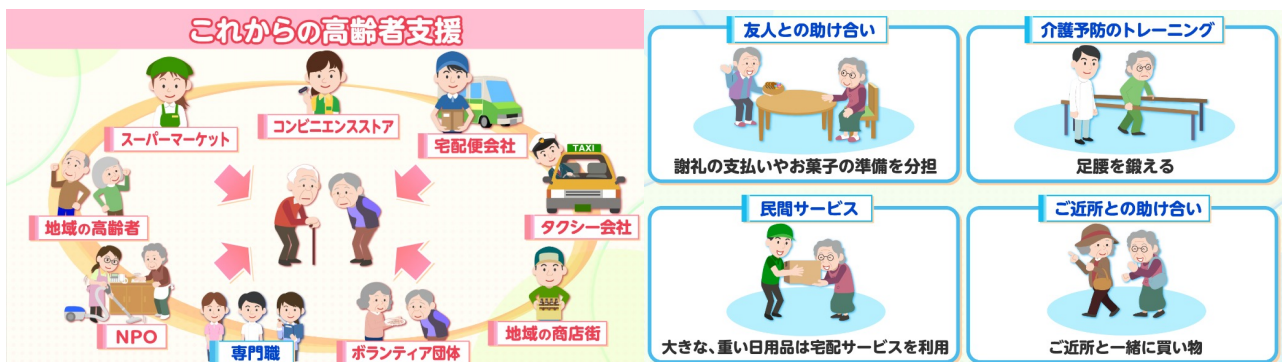 これからの高齢者支援
スーパーマーケット
コンビニエンスストア
宅配便会社
TAXI
タクシー会社
地域の高齢者
地域の商店街
NPO
専門職
ボランティア団体
友人との助け合い
謝礼の支払いやお菓子の準備を分担
介護予防のトレーニング
足腰を鍛える
民間サービス
大きな、重い日用品は宅配サービスを利用
ご近所との助け合い
ご近所と一緒に買い物